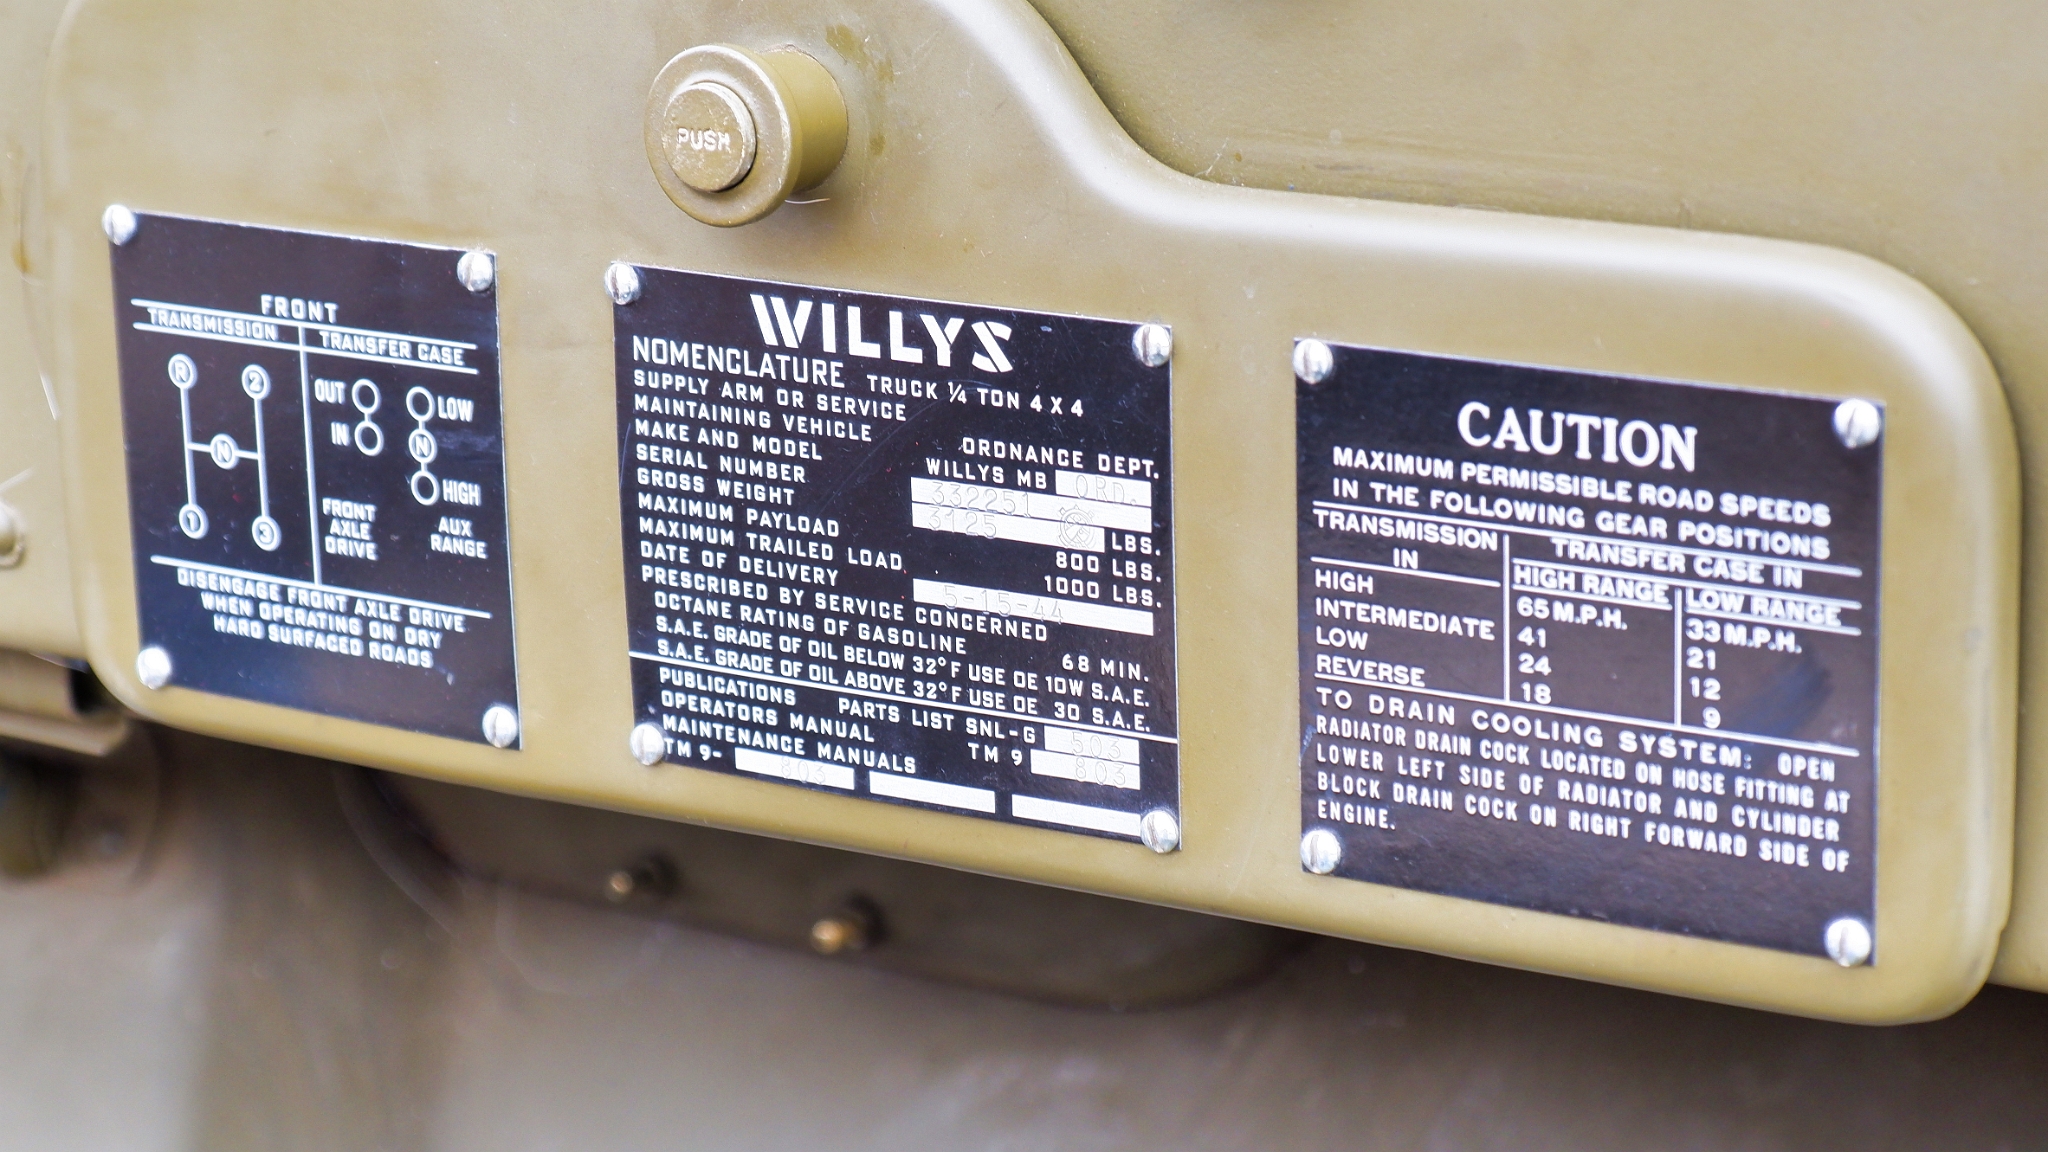 PUSH
FRONT
TRANSMISSION TRANSFER CASE
R 2 OUT LOW
N IN N
1 3 HIGH
FRONT AXLE DRIVE
AUX RANGE
DISENGAGE FRONT AXLE DRIVE
WHEN OPERATING ON DRY
HARD SURFACED ROADS
WILLYS
NOMENCLATURE TRUCK ¼ TON 4 X 4
SUPPLY ARM OR SERVICE
MAINTAINING VEHICLE ORDNANCE DEPT.
MAKE AND MODEL WILLYS MB ORD.
SERIAL NUMBER 332251
GROSS WEIGHT 3125 LBS.
MAXIMUM PAYLOAD 800 LBS.
MAXIMUM TRAILED LOAD 1000 LBS.
DATE OF DELIVERY 5-15-44
PRESCRIBED BY SERVICE CONCERNED
OCTANE RATING OF GASOLINE 68 MIN.
S.A.E. GRADE OF OIL BELOW 32°F USE OE 10W S.A.E.
S.A.E. GRADE OF OIL ABOVE 32°F USE OE 30 S.A.E.
PUBLICATIONS PARTS LIST SNL-G 503
OPERATORS MANUAL TM 9 803
MAINTENANCE MANUALS
TM 9- 803
CAUTION
MAXIMUM PERMISSIBLE ROAD SPEEDS
IN THE FOLLOWING GEAR POSITIONS
TRANSMISSION IN TRANSFER CASE IN
HIGH RANGE LOW RANGE
HIGH 65 M.P.H. 33 M.P.H.
INTERMEDIATE 41 21
LOW 24 12
REVERSE 18 9
TO DRAIN COOLING SYSTEM: OPEN
RADIATOR DRAIN COCK LOCATED ON HOSE FITTING AT
LOWER LEFT SIDE OF RADIATOR AND CYLINDER
BLOCK DRAIN COCK ON RIGHT FORWARD SIDE OF
ENGINE.